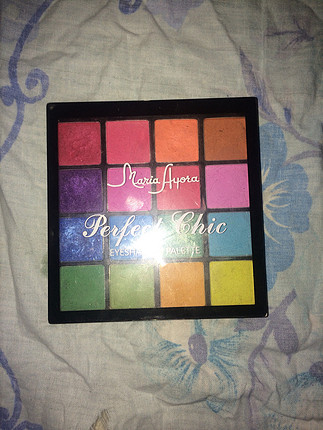 Maria Ayora
Perfect Chic
EYESHADOW PALETTE